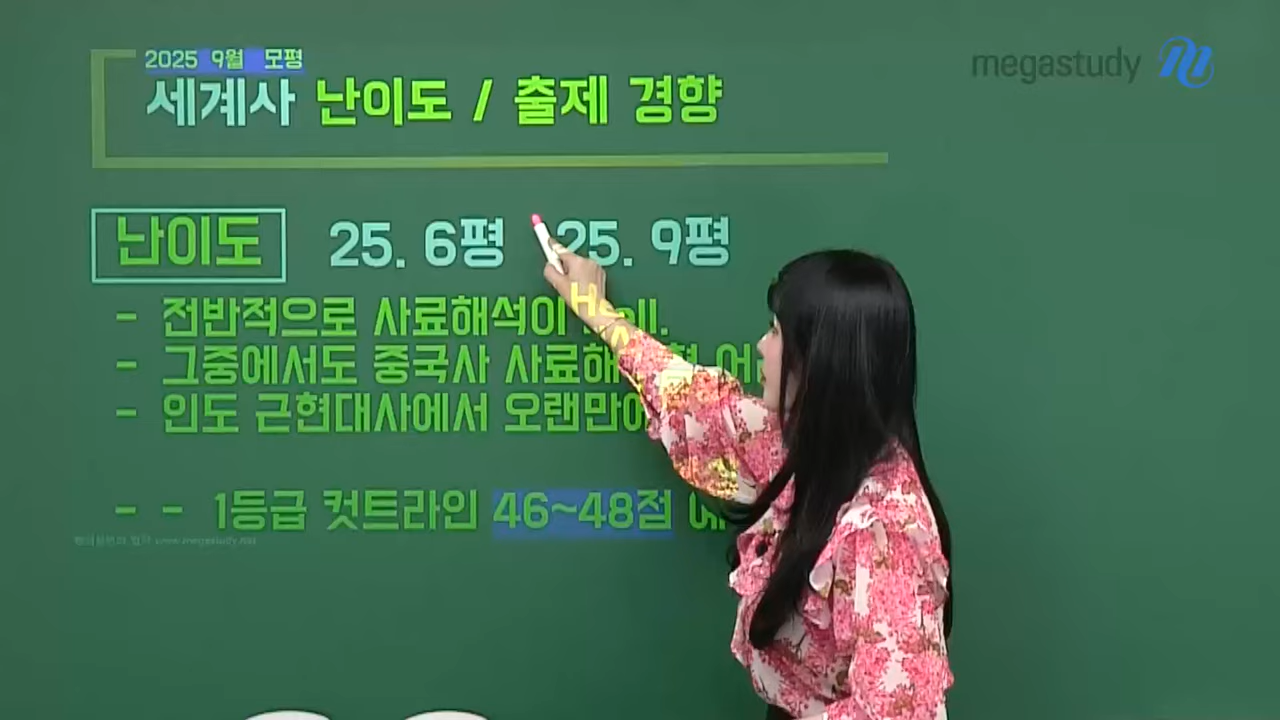 2025 9월 모평
megastudy
세계사 난이도 / 출제 경향
난이도 25. 6평 25. 9평
- 전반적으로 사료해석이
- 그중에서도 중국사 사료해
- 인도 근현대사에서 오랜만에
- - 1등급 컷트라인 46~48점